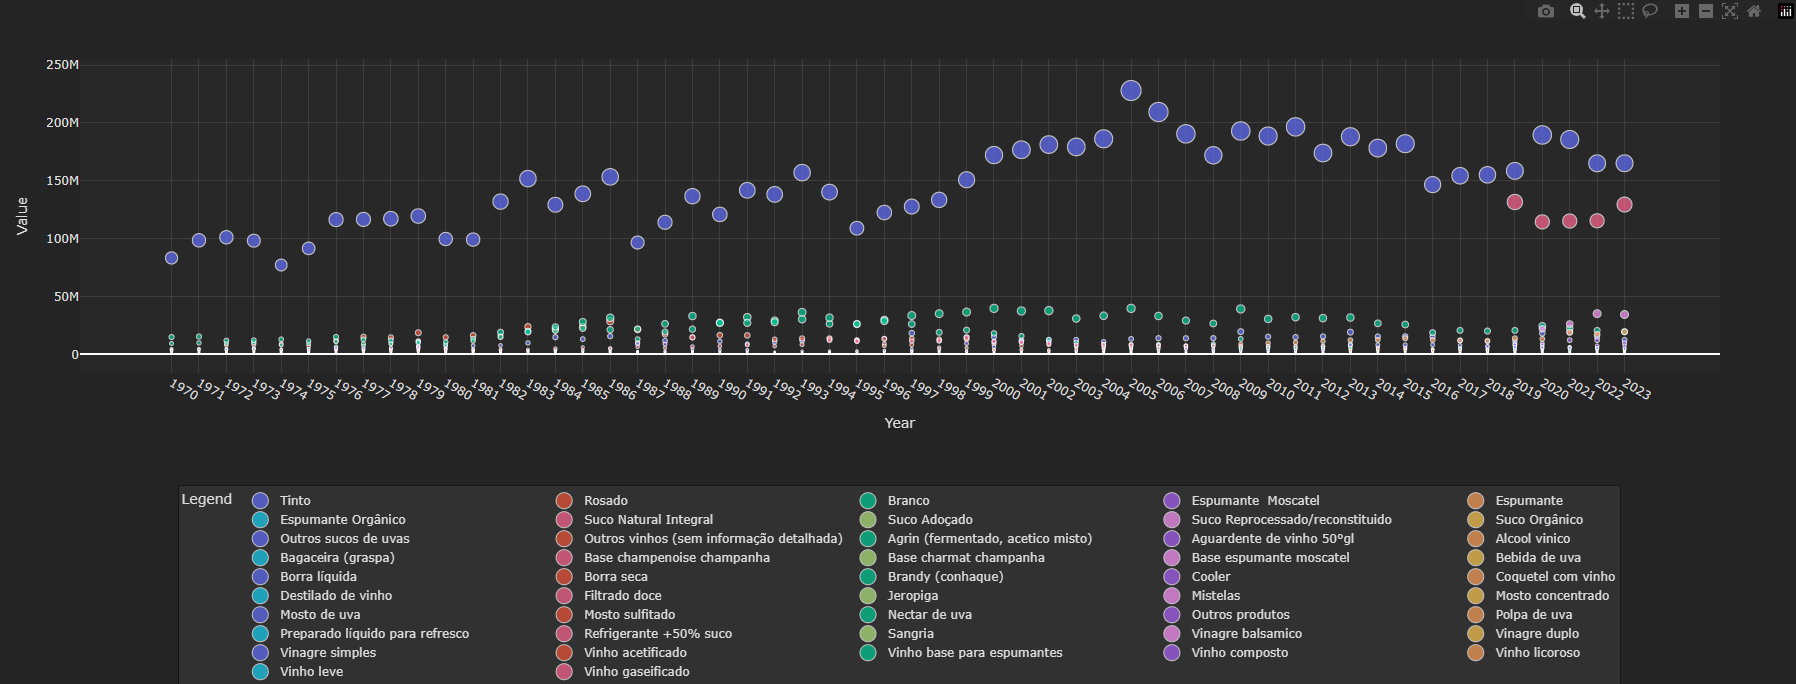 250M
200M
150M
100M
50M
0
Value
1970 1971 1972 1973 1974 1975 1976 1977 1978 1979 1980 1981 1982 1983 1984 1985 1986 1987 1988 1989 1990 1991 1992 1993 1994 1995 1996 1997 1998 1999 2000 2001 2002 2003 2004 2005 2006 2007 2008 2009 2010 2011 2012 2013 2014 2015 2016 2017 2018 2019 2020 2021 2022 2023
Year
Legend
Tinto Rosado Branco Espumante  Moscatel Espumante
Espumante Orgânico Suco Natural Integral Suco Adoçado Suco Reprocessado/reconstituido Suco Orgânico
Outros sucos de uvas Outros vinhos (sem informação detalhada) Agrin (fermentado, acetico misto) Aguardente de vinho 50ºgl Alcool vinico
Bagaceira (graspa) Base champenoise champanha Base charmat champanha Base espumante moscatel Bebida de uva
Borra líquida Borra seca Brandy (conhaque) Cooler Coquetel com vinho
Destilado de vinho Filtrado doce Jeropiga Mistelas Mosto concentrado
Mosto de uva Mosto sulfitado Nectar de uva Outros produtos Polpa de uva
Preparado líquido para refresco Refrigerante +50% suco Sangria Vinagre balsamico Vinagre duplo
Vinagre simples Vinho acetificado Vinho base para espumantes Vinho composto Vinho licoroso
Vinho leve Vinho gaseificado